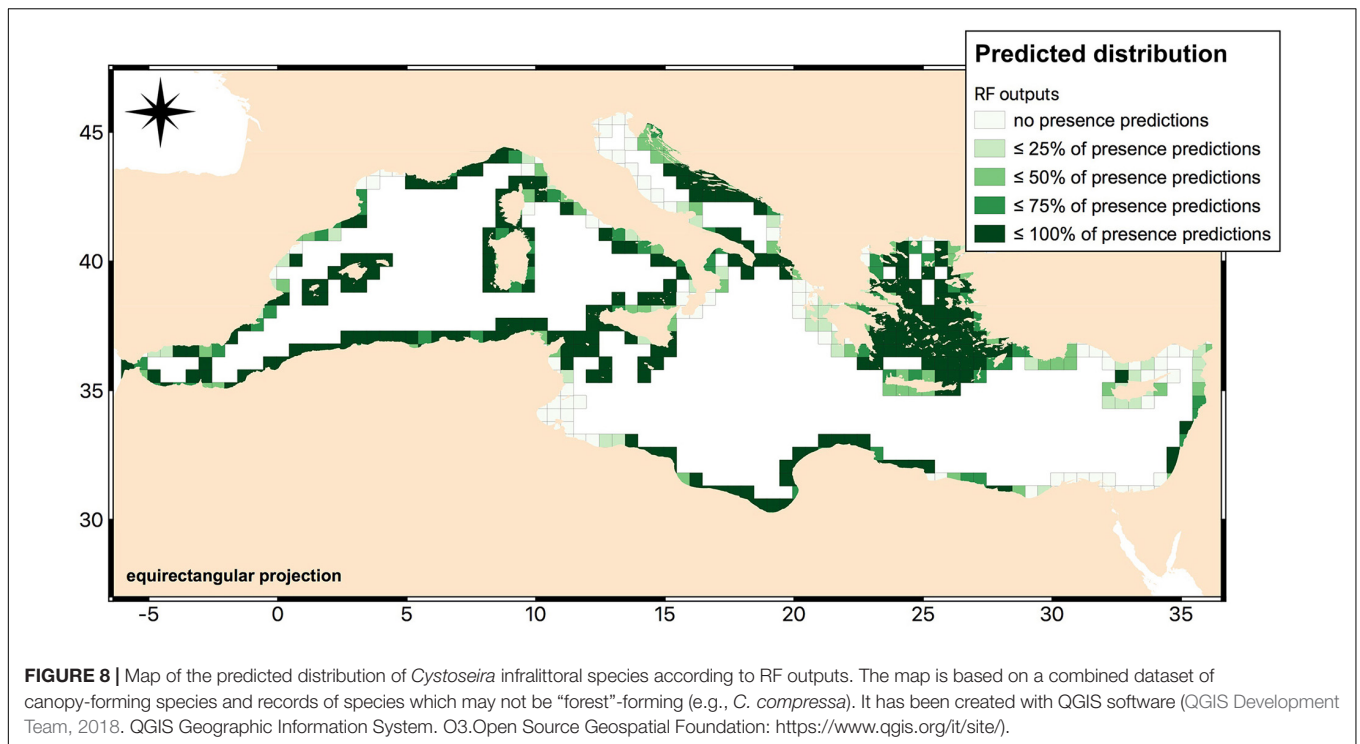 Predicted distribution
RF outputs
no presence predictions
≤ 25% of presence predictions
≤ 50% of presence predictions
≤ 75% of presence predictions
≤ 100% of presence predictions
45
40
35
30
equirectangular projection
-5 0 5 10 15 20 25 30 35
FIGURE 8 | Map of the predicted distribution of Cystoseira infralittoral species according to RF outputs. The map is based on a combined dataset of
canopy-forming species and records of species which may not be “forest”-forming (e.g., C. compressa). It has been created with QGIS software (QGIS Development
Team, 2018. QGIS Geographic Information System. O3.Open Source Geospatial Foundation: https://www.qgis.org/it/site/).